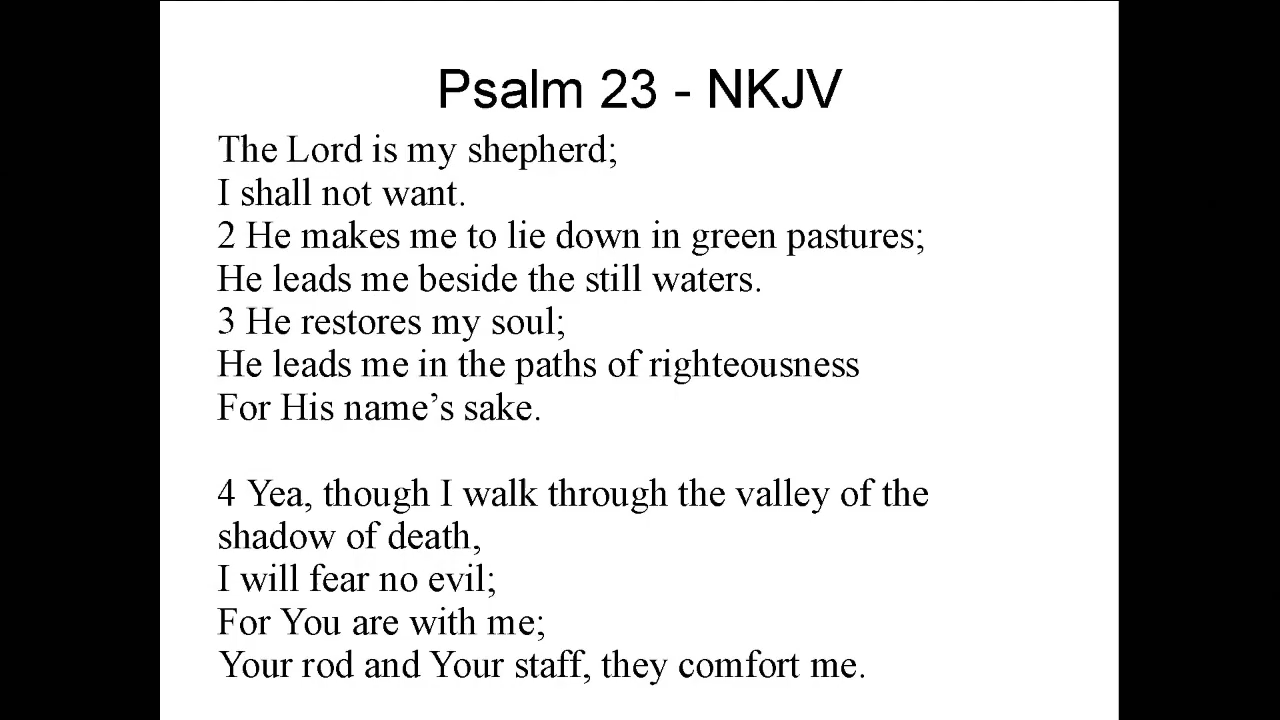 Psalm 23 - NKJV
The Lord is my shepherd;
I shall not want.
2 He makes me to lie down in green pastures;
He leads me beside the still waters.
3 He restores my soul;
He leads me in the paths of righteousness
For His name’s sake.
4 Yea, though I walk through the valley of the
shadow of death,
I will fear no evil;
For You are with me;
Your rod and Your staff, they comfort me.